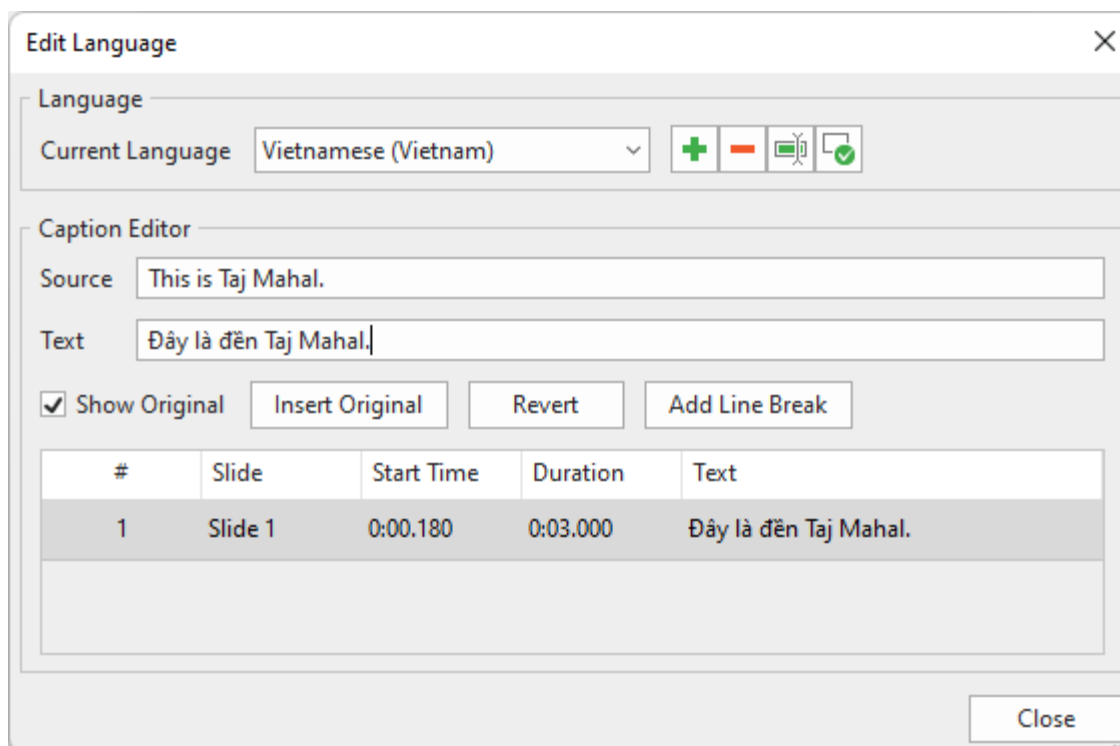 Edit Language
Language
Current Language Vietnamese (Vietnam)
Caption Editor
Source This is Taj Mahal.
Text Đây là đền Taj Mahal.
Show Original Insert Original Revert Add Line Break
# Slide Start Time Duration Text
1 Slide 1 0:00.180 0:03.000 Đây là đền Taj Mahal.
Close